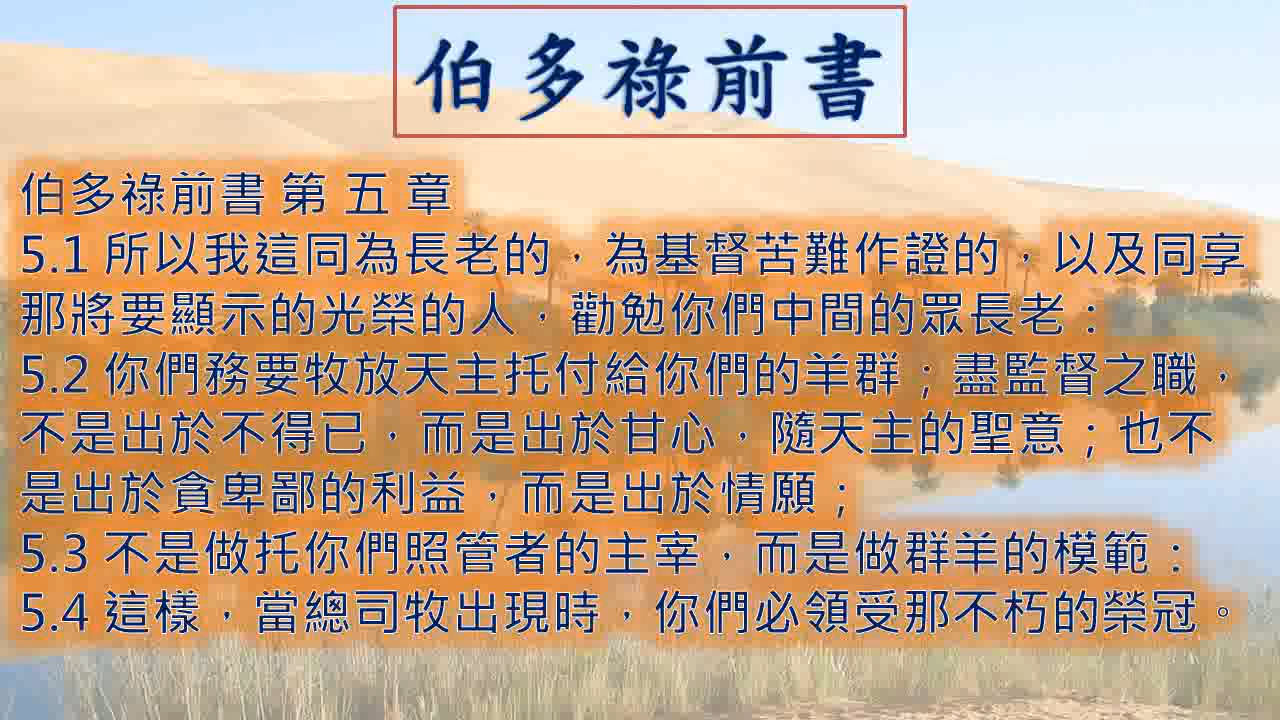 伯多祿前書
伯多祿前書 第 五 章
5.1 所以我這同為長老的，為基督苦難作證的，以及同享
那將要顯示的光榮的人，勸勉你們中間的眾長老：
5.2 你們務要牧放天主托付給你們的羊群；盡監督之職，
不是出於不得已，而是出於甘心，隨天主的聖意；也不
是出於貪卑鄙的利益，而是出於情願；
5.3 不是做托你們照管者的主宰，而是做群羊的模範：
5.4 這樣，當總司牧出現時，你們必領受那不朽的榮冠。